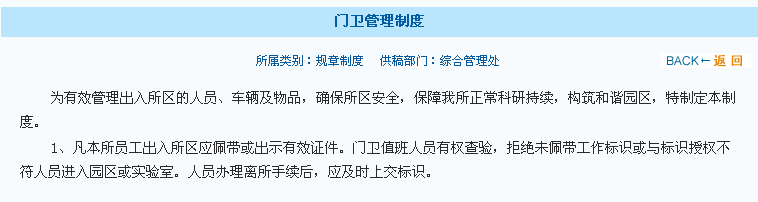 门卫管理制度
所属类别：规章制度 供稿部门：综合管理处
BACK←返 回
为有效管理出入所区的人员、车辆及物品，确保所区安全，保障我所正常科研持续，构筑和谐园区，特制定本制
度。
1、凡本所员工出入所区应佩带或出示有效证件。门卫值班人员有权查验，拒绝未佩带工作标识或与标识授权不
符人员进入园区或实验室。人员办理离所手续后，应及时上交标识。